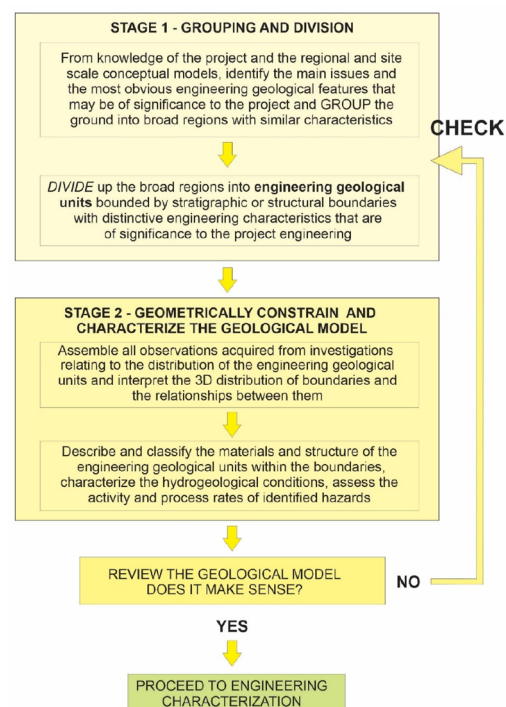 STAGE 1 - GROUPING AND DIVISION
From knowledge of the project and the regional and site
scale conceptual models, identify the main issues and
the most obvious engineering geological features that
may be of significance to the project and GROUP the
ground into broad regions with similar characteristics
CHECK
DIVIDE up the broad regions into engineering geological
units bounded by stratigraphic or structural boundaries
with distinctive engineering characteristics that are
of significance to the project engineering
STAGE 2 - GEOMETRICALLY CONSTRAIN AND
CHARACTERIZE THE GEOLOGICAL MODEL
Assemble all observations acquired from investigations
relating to the distribution of the engineering geological
units and interpret the 3D distribution of boundaries and
the relationships between them
Describe and classify the materials and structure of the
engineering geological units within the boundaries,
characterize the hydrogeological conditions, assess the
activity and process rates of identified hazards
REVIEW THE GEOLOGICAL MODEL
DOES IT MAKE SENSE?
NO
YES
PROCEED TO ENGINEERING
CHARACTERIZATION